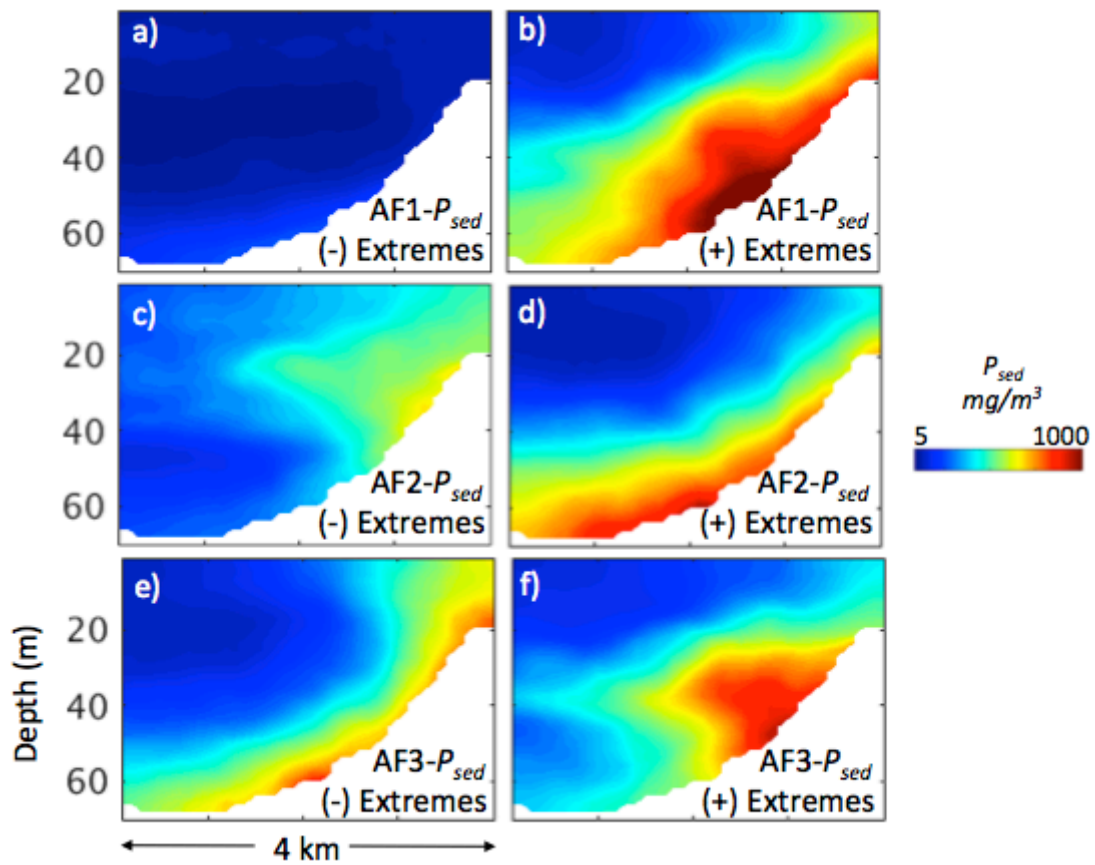 a)
20
40
60
AF1-Psed
(-) Extremes
b)
AF1-Psed
(+) Extremes
c)
20
40
60
AF2-Psed
(-) Extremes
d)
AF2-Psed
(+) Extremes
Psed
mg/m³
5 1000
e)
Depth (m)
20
40
60
AF3-Psed
(-) Extremes
f)
AF3-Psed
(+) Extremes
4 km